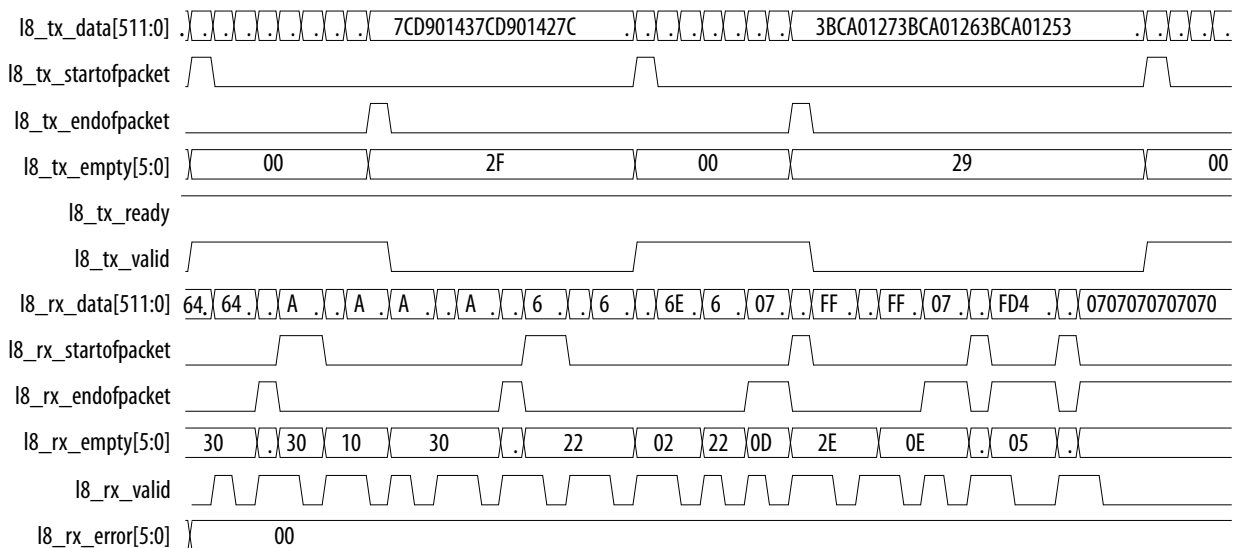 l8_tx_data[511:0] . . . . . . . . . 7CD901437CD901427C . . . . . . . . 3BCA01273BCA01263BCA01253 . . . . .
l8_tx_startofpacket
l8_tx_endofpacket
l8_tx_empty[5:0] 00 2F 00 29 00
l8_tx_ready
l8_tx_valid
l8_rx_data[511:0] 64. 64 . . A . . A . A . . A . . 6 . . 6 . . 6E . 6 . 07. . FF . . FF . 07 . . FD4 . . 0707070707070
l8_rx_startofpacket
l8_rx_endofpacket
l8_rx_empty[5:0] 30 . 30 10 30 . 22 02 22 0D 2E 0E . 05 .
l8_rx_valid
l8_rx_error[5:0] 00